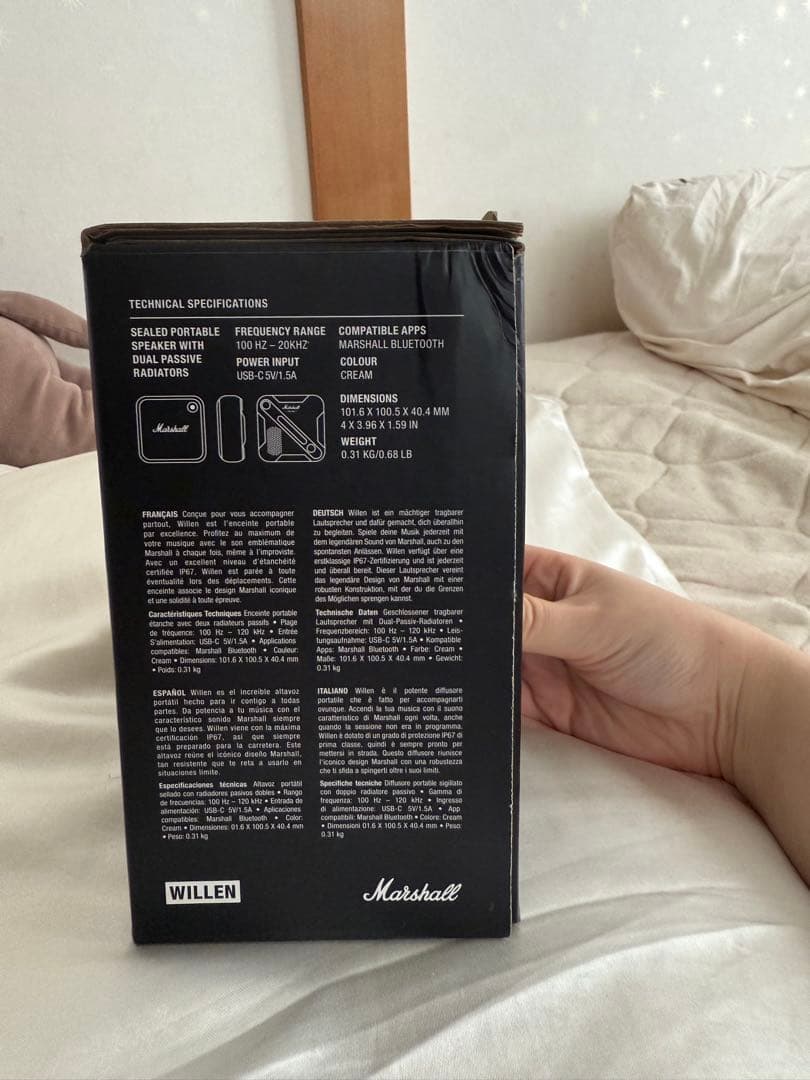 TECHNICAL SPECIFICATIONS
SEALED PORTABLE
SPEAKER WITH
DUAL PASSIVE
RADIATORS
FREQUENCY RANGE
100 HZ – 20KHZ
POWER INPUT
USB-C 5V/1.5A
COMPATIBLE APPS
MARSHALL BLUETOOTH
COLOUR
CREAM
DIMENSIONS
101.6 X 100.5 X 40.4 MM
4 X 3.96 X 1.59 IN
WEIGHT
0.31 KG/0.68 LB
Marshall
Marshall
FRANÇAIS Conçue pour vous accompagner
partout, Willen est l'enceinte portable
par excellence. Profitez au maximum de
votre musique avec le son emblématique
Marshall à chaque fois, même à l'improviste.
Avec un excellent niveau d'étanchéité
certifiée IP67, Willen est parée à toute
éventualité lors des déplacements. Cette
enceinte associe le design Marshall iconique
et une solidité à toute épreuve.
Caractéristiques Techniques Enceinte portable
étanche avec deux radiateurs passifs • Plage
de fréquence: 100 Hz – 120 kHz • Entrée
S'alimentation: USB-C 5V/1.5A • Applications
compatibles: Marshall Bluetooth • Couleur:
Cream • Dimensions: 101.6 X 100.5 X 40.4 mm
• Poids: 0.31 kg
DEUTSCH Willen ist ein mächtiger tragbarer
Lautsprecher und dafür gemacht, dich überallhin
zu begleiten. Spiele deine Musik jederzeit mit
dem legendären Sound von Marshall, auch zu den
spontansten Anlässen. Willen verfügt über eine
erstklassige IP67-Zertifizierung und ist jederzeit
und überall bereit. Dieser Lautsprecher vereint
das legendäre Design von Marshall mit einer
robusten Konstruktion, mit der du die Grenzen
des Möglichen sprengen kannst.
Technische Daten Geschlossener tragbarer
Lautsprecher mit Dual-Passiv-Radiatoren •
Frequenzbereich: 100 Hz – 120 kHz • Leis-
tungsaufnahme: USB-C 5V/1.5A • Kompatible
Apps: Marshall Bluetooth • Farbe: Cream •
Maße: 101.6 X 100.5 X 40.4 mm • Gewicht:
0.31 kg
ESPAÑOL Willen es el increíble altavoz
portátil hecho para ir contigo a todas
partes. Da potencia a tu música con el
característico sonido Marshall siempre
que lo desees. Willen viene con la máxima
certificación IP67, así que siempre
está preparado para la carretera. Este
altavoz reúne el icónico diseño Marshall,
tan resistente que te reta a usarlo en
situaciones límite.
Especificaciones técnicas Altavoz portátil
sellado con radiadores pasivos dobles • Rango
de frecuencias: 100 Hz – 120 kHz • Entrada de
alimentación: USB-C 5V/1.5A • Aplicaciones
compatibles: Marshall Bluetooth • Color:
Cream • Dimensiones: 01.6 X 100.5 X 40.4 mm
• Peso: 0.31 kg
ITALIANO Willen è il potente diffusore
portatile che è fatto per accompagnarti
ovunque. Accendi la tua musica con il suono
caratteristico di Marshall ogni volta, anche
quando la sessione non era in programma.
Willen è dotato di un grado di protezione IP67 di
prima classe, quindi è sempre pronto per
mettersi in strada. Questo diffusore riunisce
l'iconico design Marshall con una robustezza
che ti sfida a spingerti oltre i suoi limiti.
Specifiche tecniche Diffusore portatile sigillato
con doppio radiatore passivo • Gamma di
frequenza: 100 Hz – 120 kHz • Ingresso
di alimentazione: USB-C 5V/1.5A • App
compatibili: Marshall Bluetooth • Colore: Cream
• Dimensioni 01.6 X 100.5 X 40.4 mm • Peso:
0.31 kg
WILLEN
Marshall